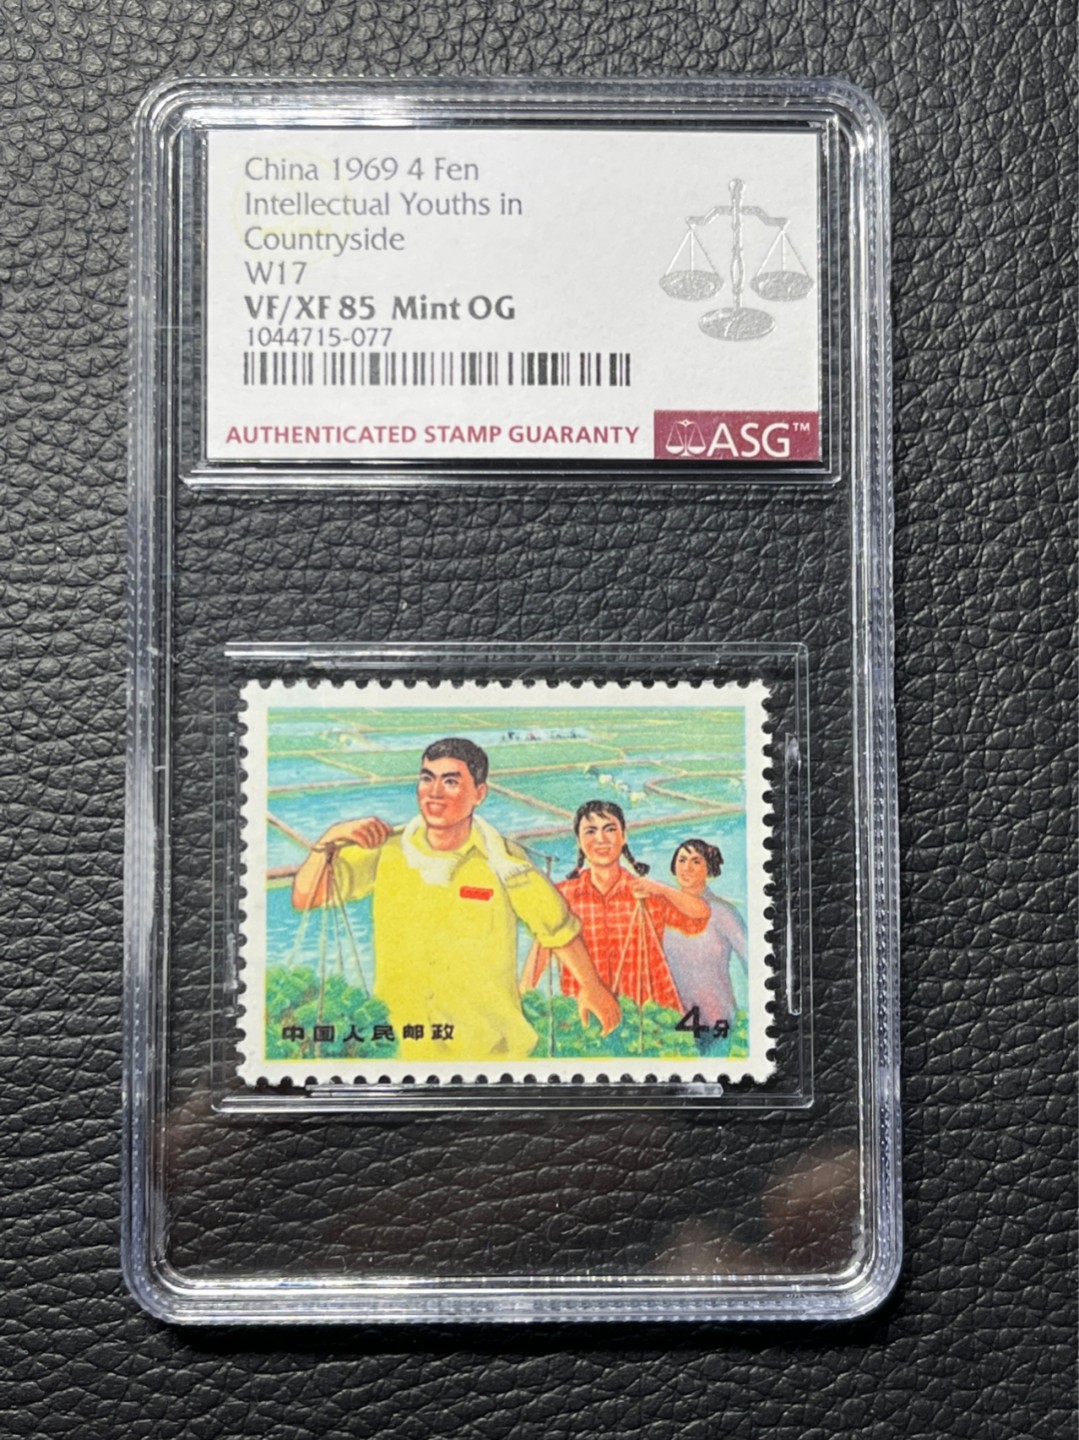 China 1969 4 Fen
Intellectual Youths in
Countryside
W17
VF/XF 85 Mint OG
1044715-077
AUTHENTICATED STAMP GUARANTY
ASG™
中国人民邮政
4分